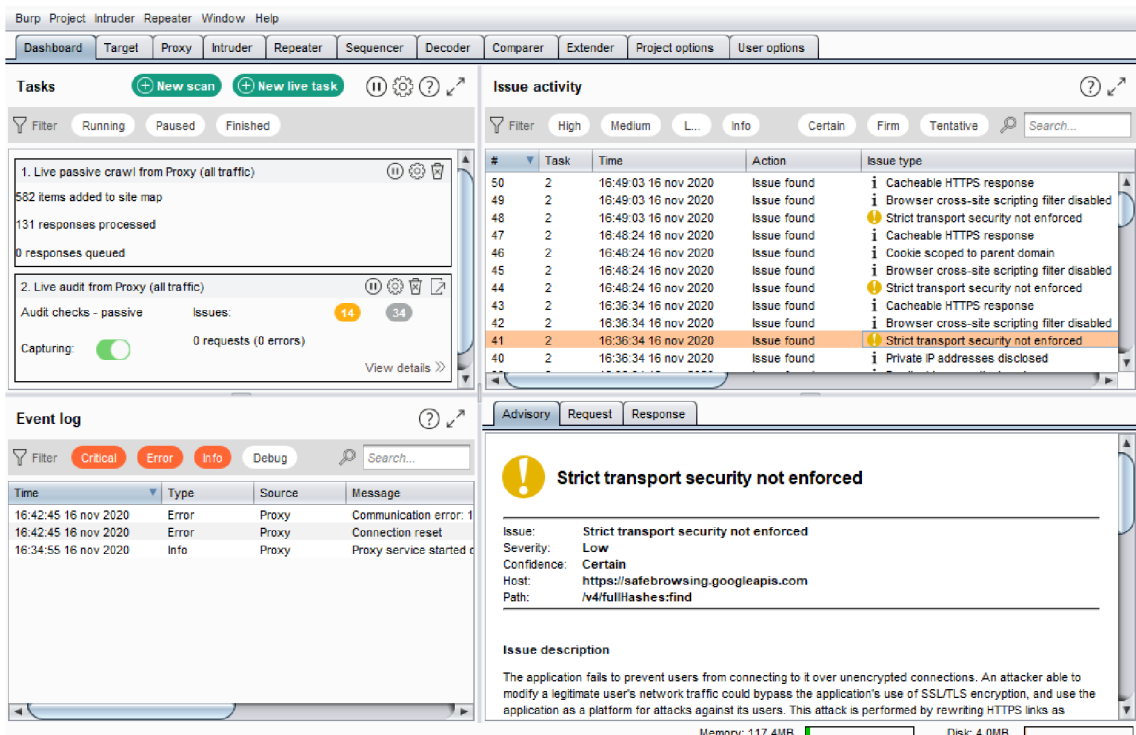 Burp Project Intruder Repeater Window Help
Dashboard Target Proxy Intruder Repeater Sequencer Decoder Comparer Extender Project options User options
Tasks New scan New live task
Filter Running Paused Finished
1. Live passive crawl from Proxy (all traffic)
582 items added to site map
131 responses processed
0 responses queued
2. Live audit from Proxy (all traffic)
Audit checks - passive Issues: 14 34
0 requests (0 errors)
Capturing:
View details
Issue activity
Filter High Medium L... Info Certain Firm Tentative Search...
# Task Time Action Issue type
50 2 16:49:03 16 nov 2020 Issue found Cacheable HTTPS response
49 2 16:49:03 16 nov 2020 Issue found Browser cross-site scripting filter disabled
48 2 16:49:03 16 nov 2020 Issue found Strict transport security not enforced
47 2 16:48:24 16 nov 2020 Issue found Cacheable HTTPS response
46 2 16:48:24 16 nov 2020 Issue found Cookie scoped to parent domain
45 2 16:48:24 16 nov 2020 Issue found Browser cross-site scripting filter disabled
44 2 16:48:24 16 nov 2020 Issue found Strict transport security not enforced
43 2 16:36:34 16 nov 2020 Issue found Cacheable HTTPS response
42 2 16:36:34 16 nov 2020 Issue found Browser cross-site scripting filter disabled
41 2 16:36:34 16 nov 2020 Issue found Strict transport security not enforced
40 2 16:36:34 16 nov 2020 Issue found Private IP addresses disclosed
Event log
Filter Critical Error Info Debug Search...
Time Type Source Message
16:42:45 16 nov 2020 Error Proxy Communication error: 1
16:42:45 16 nov 2020 Error Proxy Connection reset
16:34:55 16 nov 2020 Info Proxy Proxy service started
Advisory Request Response
Strict transport security not enforced
Issue: Strict transport security not enforced
Severity: Low
Confidence: Certain
Host: https://safebrowsing.googleapis.com
Path: /v4/fullHashes:find
Issue description
The application fails to prevent users from connecting to it over unencrypted connections. An attacker able to
modify a legitimate user's network traffic could bypass the application's use of SSL/TLS encryption, and use the
application as a platform for attacks against its users. This attack is performed by rewriting HTTPS links as
Memory: 117.4MB Disk: 4.0MB